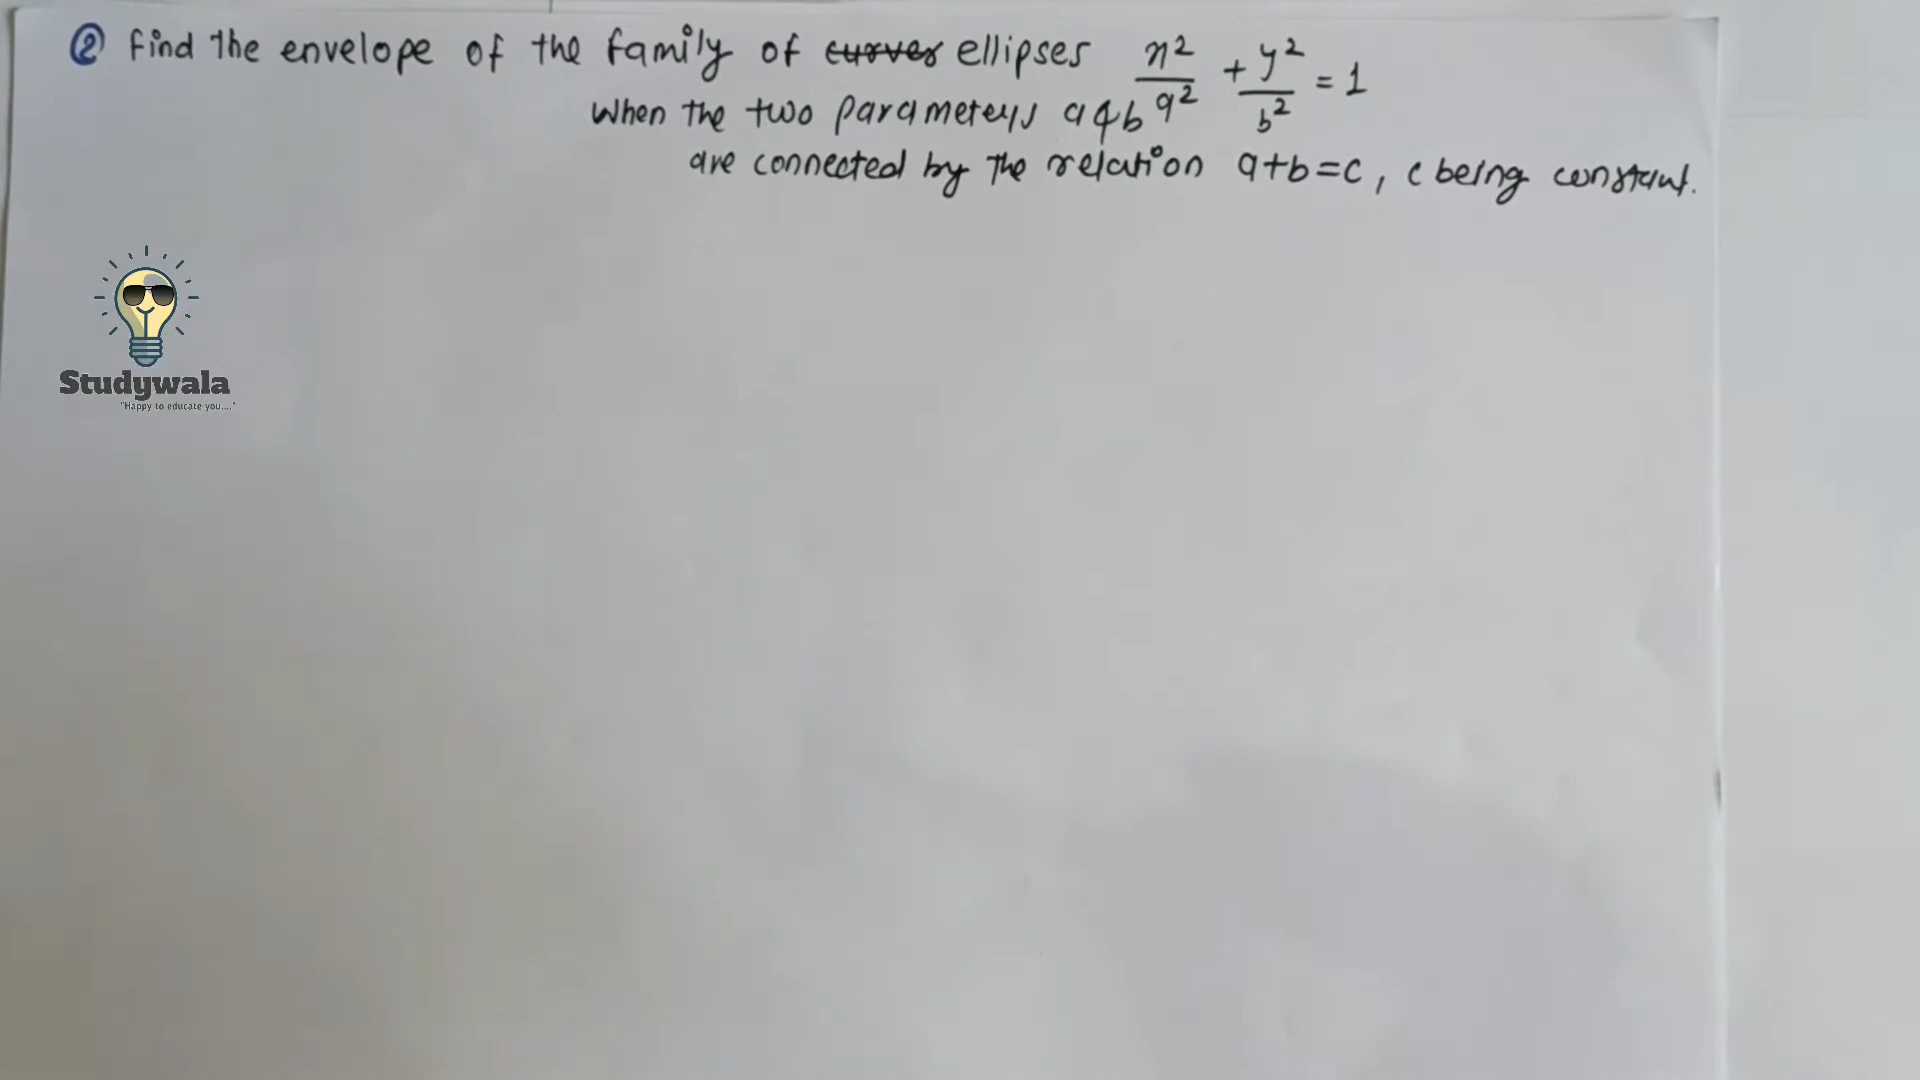 ② find the envelope of the family of curves ellipses x²/a² + y²/b² = 1
when the two parameters a & b
are connected by the relation a+b=c, c being constant.
Studywala
"Happy to educate you...."